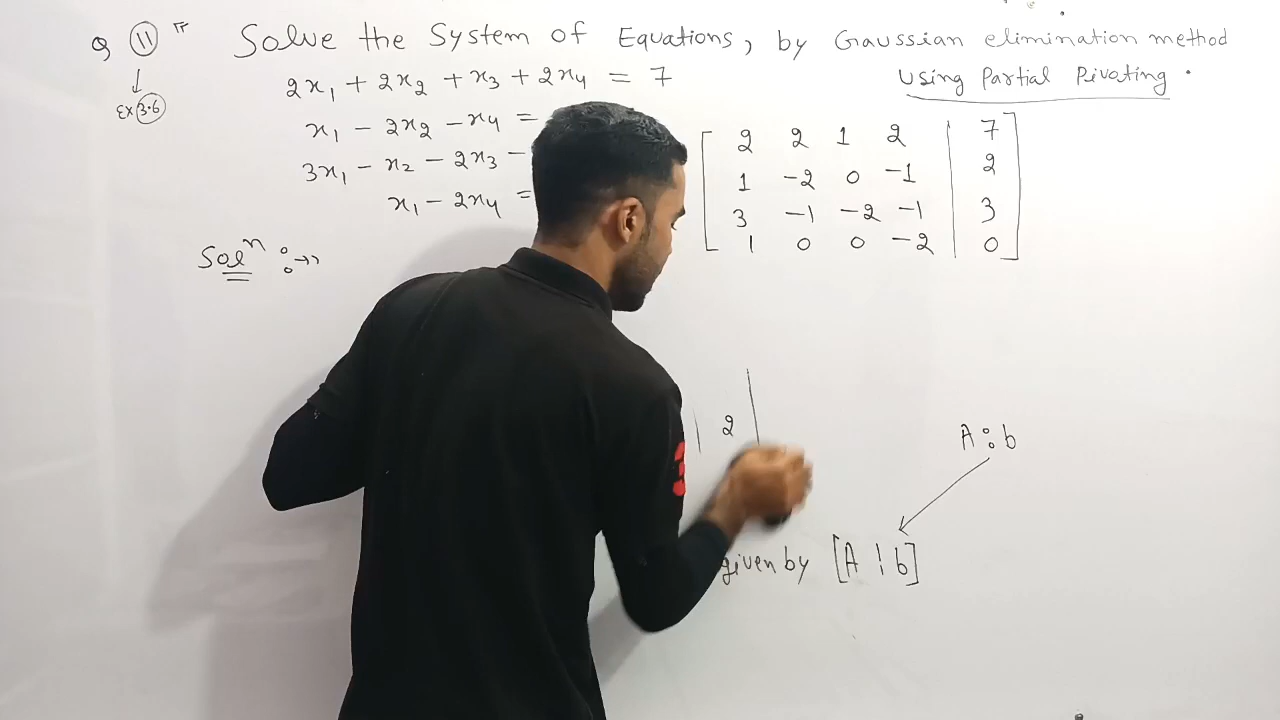 Q 11 Solve the System of Equations, by Gaussian elimination method
Using Partial Pivoting.
Ex 3.6
2x₁ + 2x₂ + x₃ + 2x₄ = 7
x₁ - 2x₂ - x₄ =
3x₁ - x₂ - 2x₃ -
x₁ - 2x₄ =
2 2 1 2 | 7
1 -2 0 -1 | 2
3 -1 -2 -1 | 3
1 0 0 -2 | 0
Solⁿ :→
2
A : b
given by [A ¦ b]